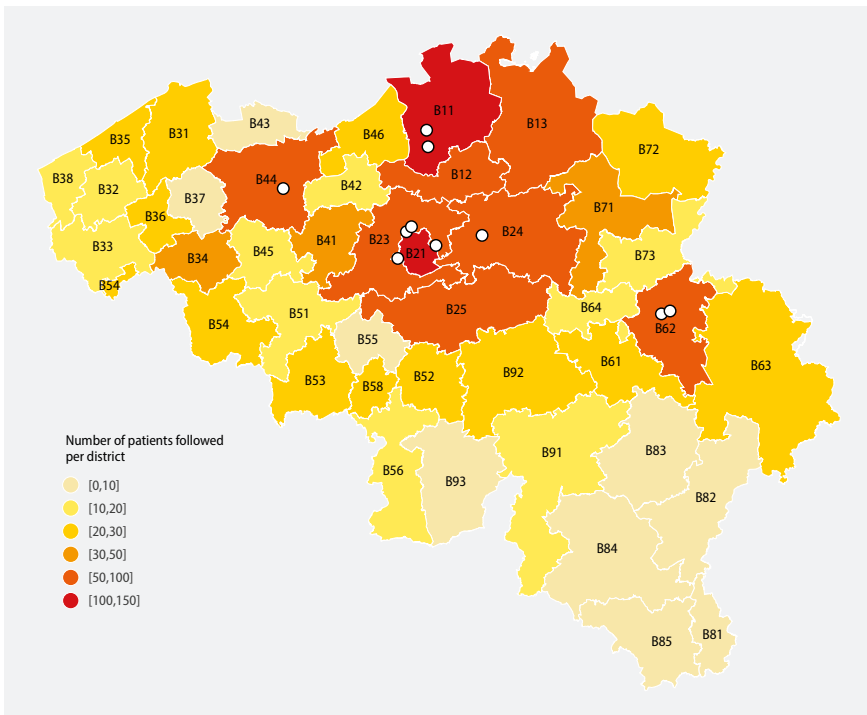 B11
B13
B43
B46
B35
B31
B72
B12
B38
B44
B42
B32
B37
B71
B36
B24
B23
B41
B33
B21
B45
B73
B34
B54
B64
B25
B51
B54
B62
B55
B61
B63
B92
B52
B53
B58
Number of patients followed
per district
B83
B91
B56
B93
[0,10]
B82
[10,20]
[20,30]
B84
[30,50]
[50,100]
[100,150]
B81
B85